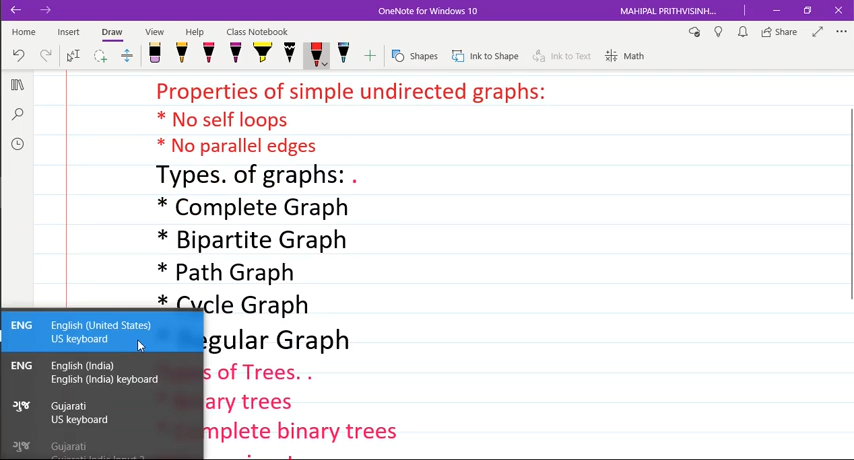 OneNote for Windows 10
MAHIPAL PRITHVISINH...
Home Insert Draw View Help Class Notebook
Share
Shapes Ink to Shape Ink to Text Math
Properties of simple undirected graphs:
* No self loops
* No parallel edges
Types. of graphs: .
* Complete Graph
* Bipartite Graph
* Path Graph
* Cycle Graph
egular Graph
s of Trees. .
ary trees
mplete binary trees
ENG English (United States)
US keyboard
ENG English (India)
English (India) keyboard
ગુજ Gujarati
US keyboard
ગુજ Gujarati